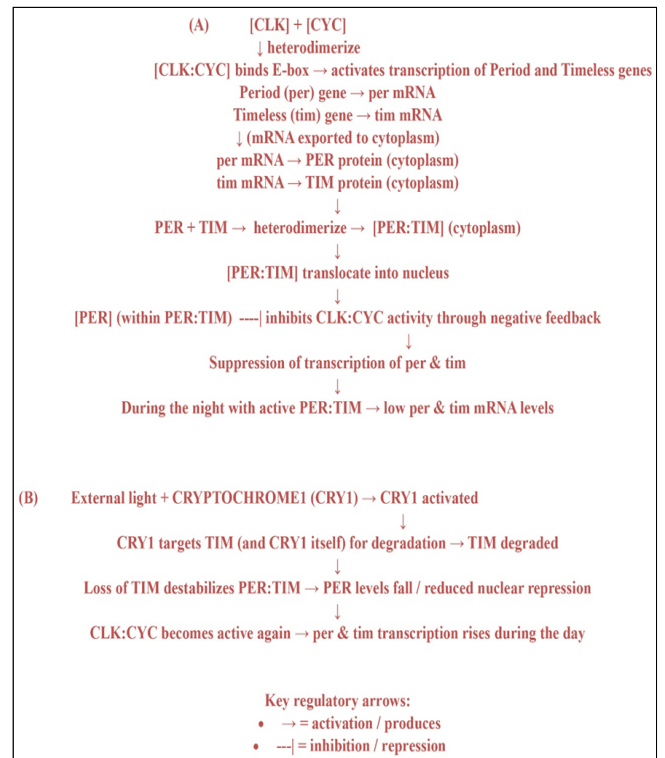 (A) [CLK] + [CYC]
↓ heterodimerize
[CLK:CYC] binds E-box → activates transcription of Period and Timeless genes
Period (per) gene → per mRNA
Timeless (tim) gene → tim mRNA
↓ (mRNA exported to cytoplasm)
per mRNA → PER protein (cytoplasm)
tim mRNA → TIM protein (cytoplasm)
↓
PER + TIM → heterodimerize → [PER:TIM] (cytoplasm)
↓
[PER:TIM] translocate into nucleus
↓
[PER] (within PER:TIM) ----| inhibits CLK:CYC activity through negative feedback
↓
Suppression of transcription of per & tim
↓
During the night with active PER:TIM → low per & tim mRNA levels
(B) External light + CRYPTOCHROME1 (CRY1) → CRY1 activated
↓
CRY1 targets TIM (and CRY1 itself) for degradation → TIM degraded
↓
Loss of TIM destabilizes PER:TIM → PER levels fall / reduced nuclear repression
↓
CLK:CYC becomes active again → per & tim transcription rises during the day
Key regulatory arrows:
• → = activation / produces
• ---| = inhibition / repression